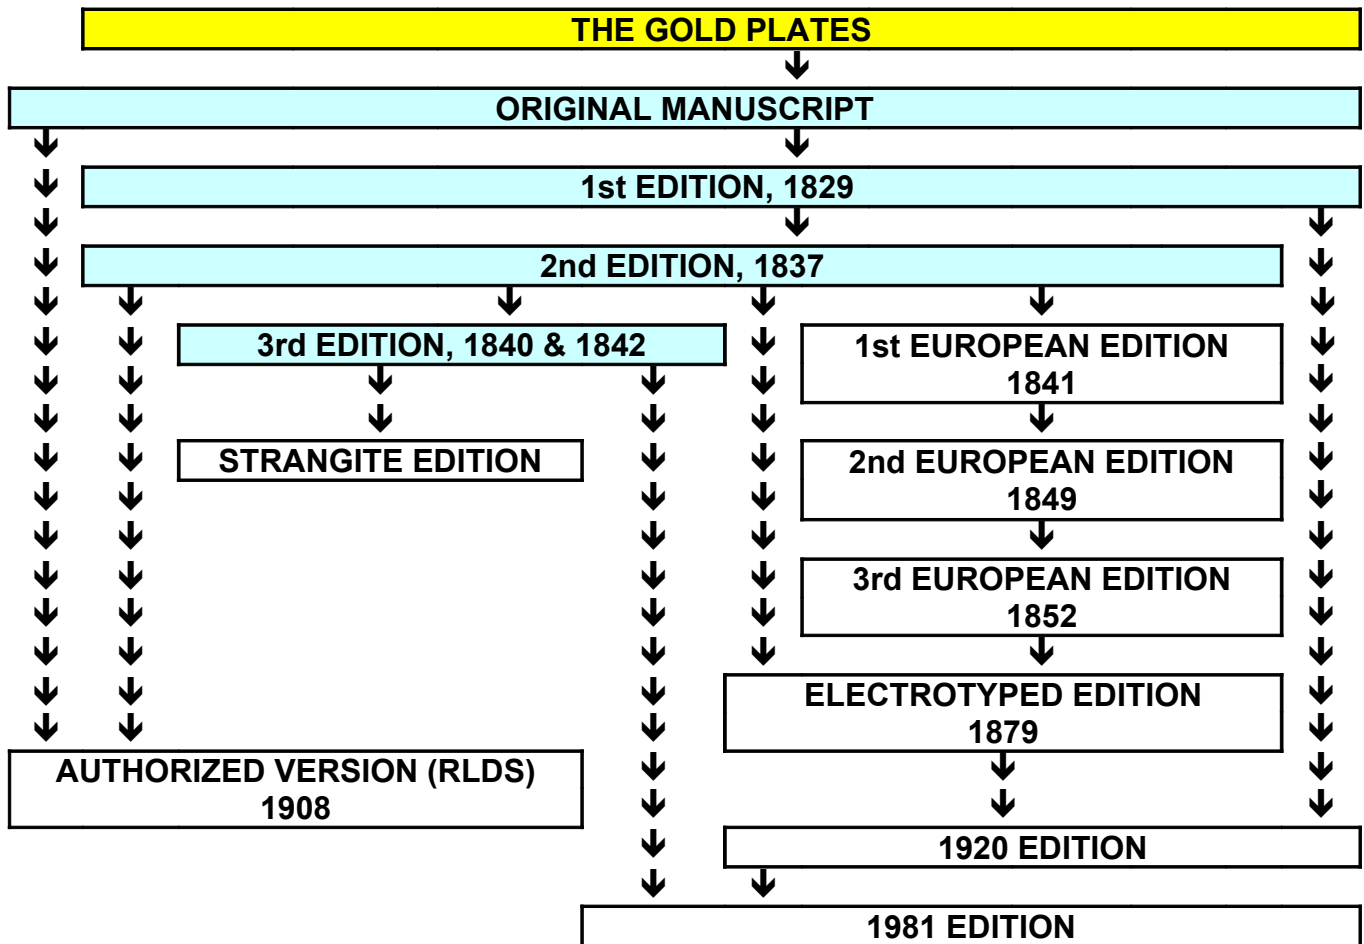 THE GOLD PLATES
ORIGINAL MANUSCRIPT
1st EDITION, 1829
2nd EDITION, 1837
3rd EDITION, 1840 & 1842
1st EUROPEAN EDITION
1841
STRANGITE EDITION
2nd EUROPEAN EDITION
1849
3rd EUROPEAN EDITION
1852
ELECTROTYPED EDITION
1879
AUTHORIZED VERSION (RLDS)
1908
1920 EDITION
1981 EDITION